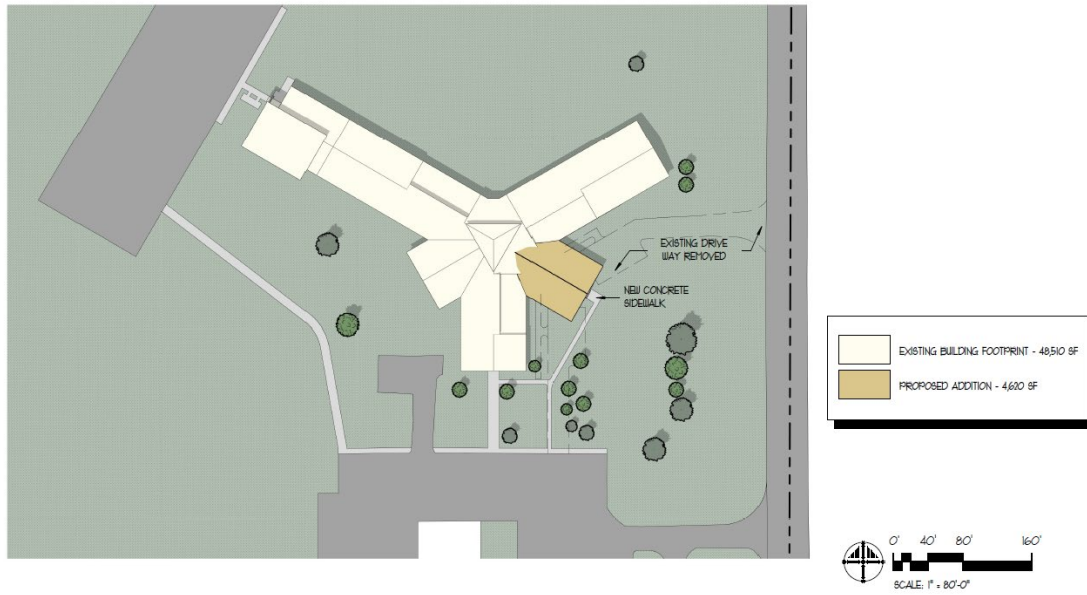 EXISTING DRIVE
WAY REMOVED
NEW CONCRETE
SIDEWALK
EXISTING BUILDING FOOTPRINT - 48,510 SF
PROPOSED ADDITION - 4,620 SF
0' 40' 80' 160'
SCALE: 1" = 80'-0"